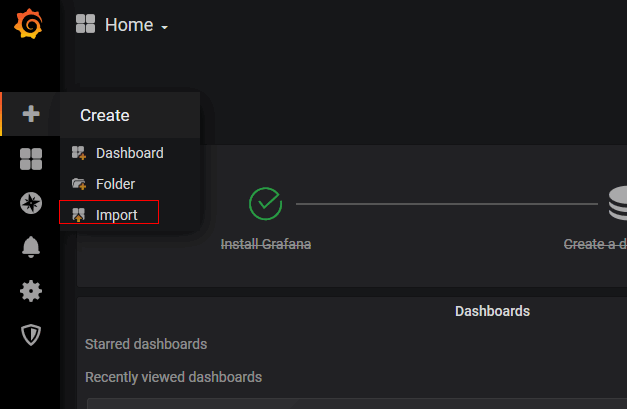 Home
Create
Dashboard
Folder
Import
Install Grafana
Create a d
Dashboards
Starred dashboards
Recently viewed dashboards